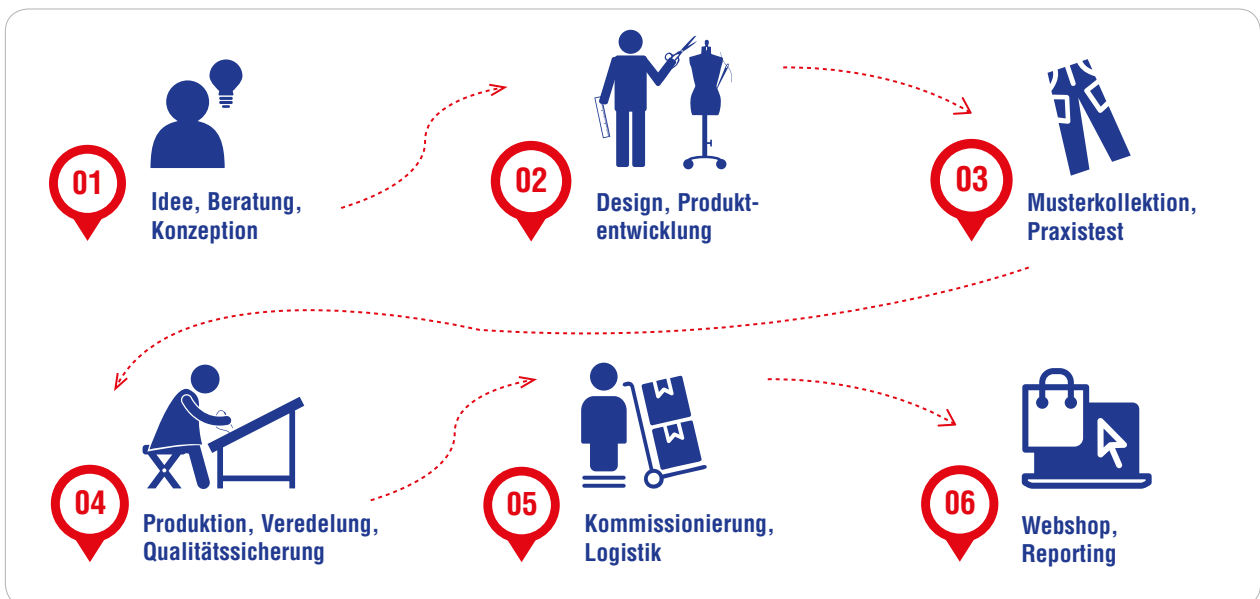 01
Idee, Beratung,
Konzeption
02
Design, Produkt-
entwicklung
03
Musterkollektion,
Praxistest
04
Produktion, Veredelung,
Qualitätssicherung
05
Kommissionierung,
Logistik
06
Webshop,
Reporting